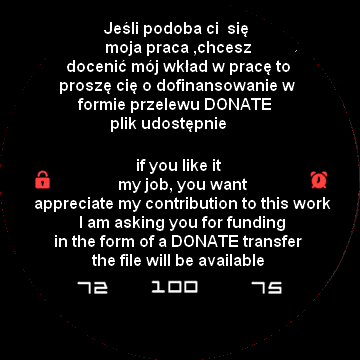 Jeśli podoba ci się
moja praca ,chcesz
docenić mój wkład w pracę to
proszę cię o dofinansowanie w
formie przelewu DONATE
plik udostępnie
if you like it
my job, you want
appreciate my contribution to this work
I am asking you for funding
in the form of a DONATE transfer
the file will be available
72 100 75